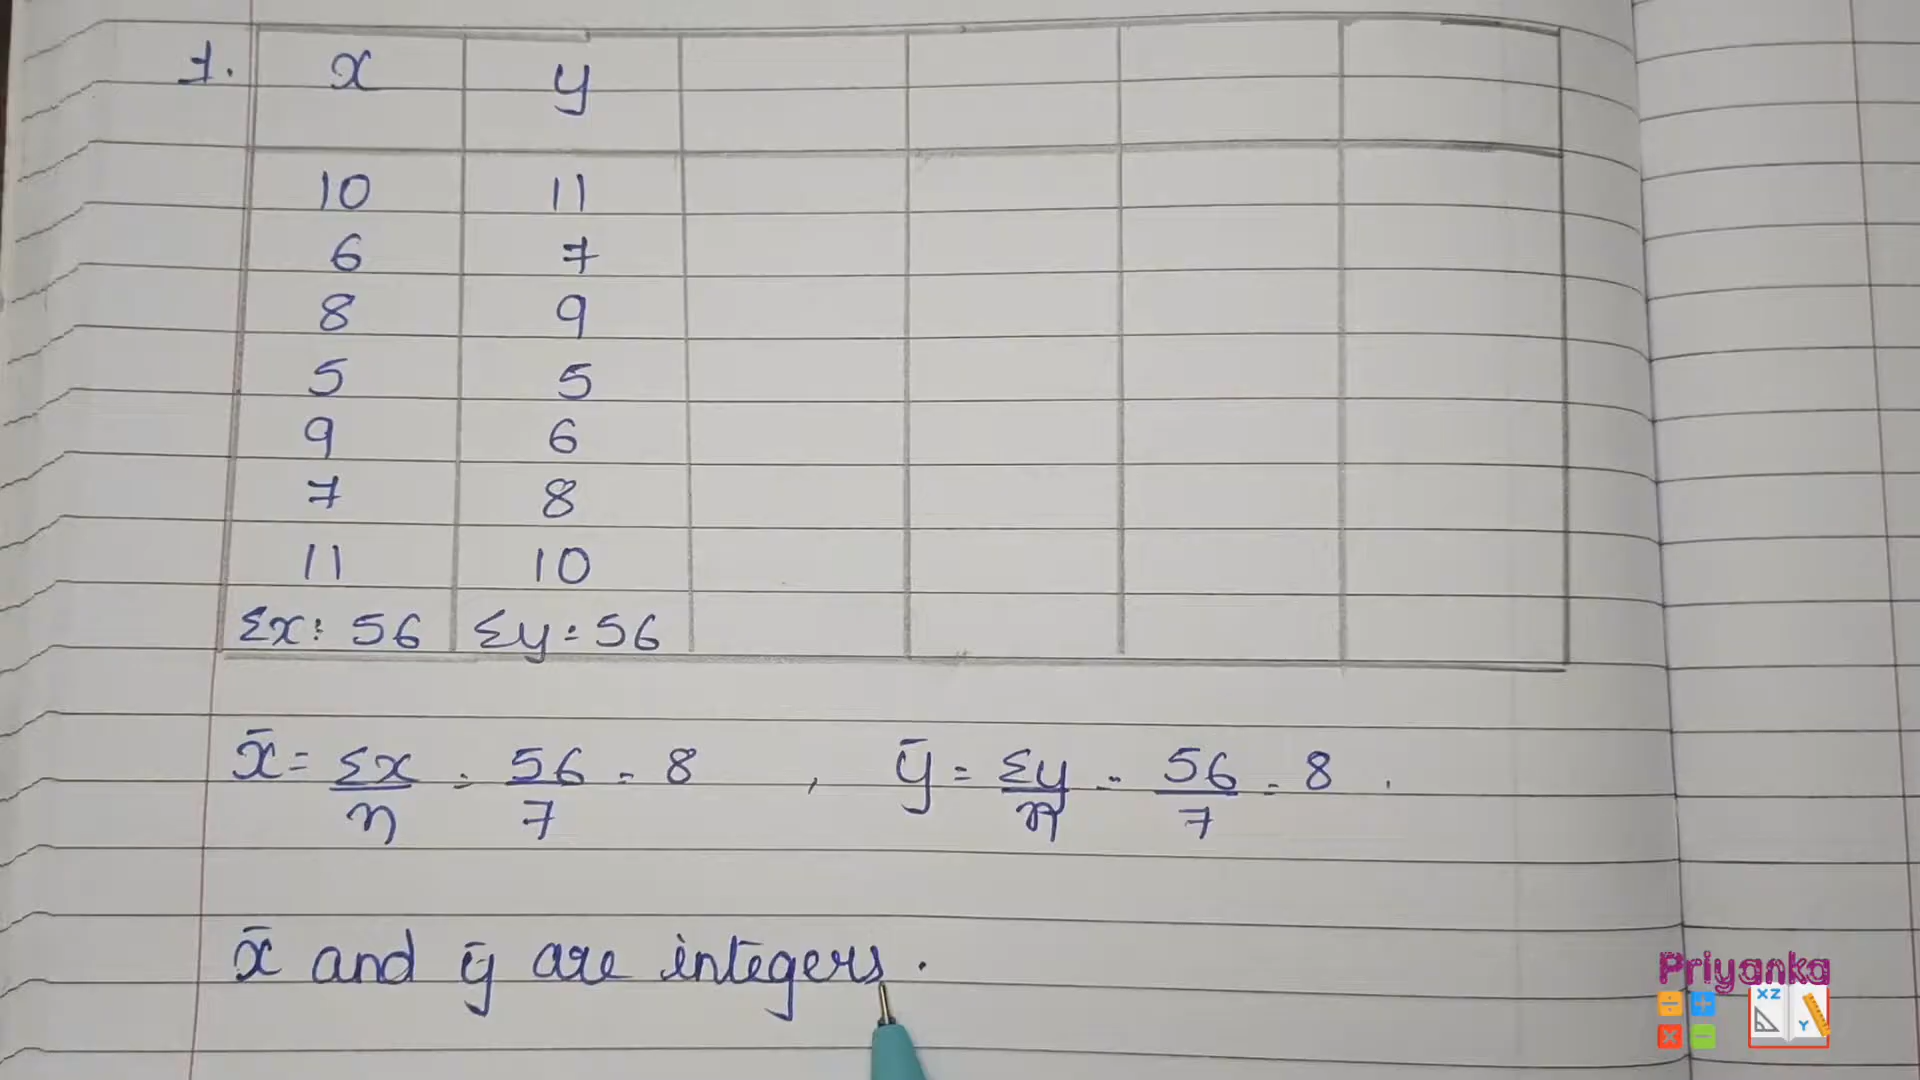 1. x y
10 11
6 7
8 9
5 5
9 6
7 8
11 10
Σx = 56 Σy = 56
x̄ = Σx/n = 56/7 = 8 , ȳ = Σy/n = 56/7 = 8 .
x̄ and ȳ are integers.
Priyanka
XZ
Y